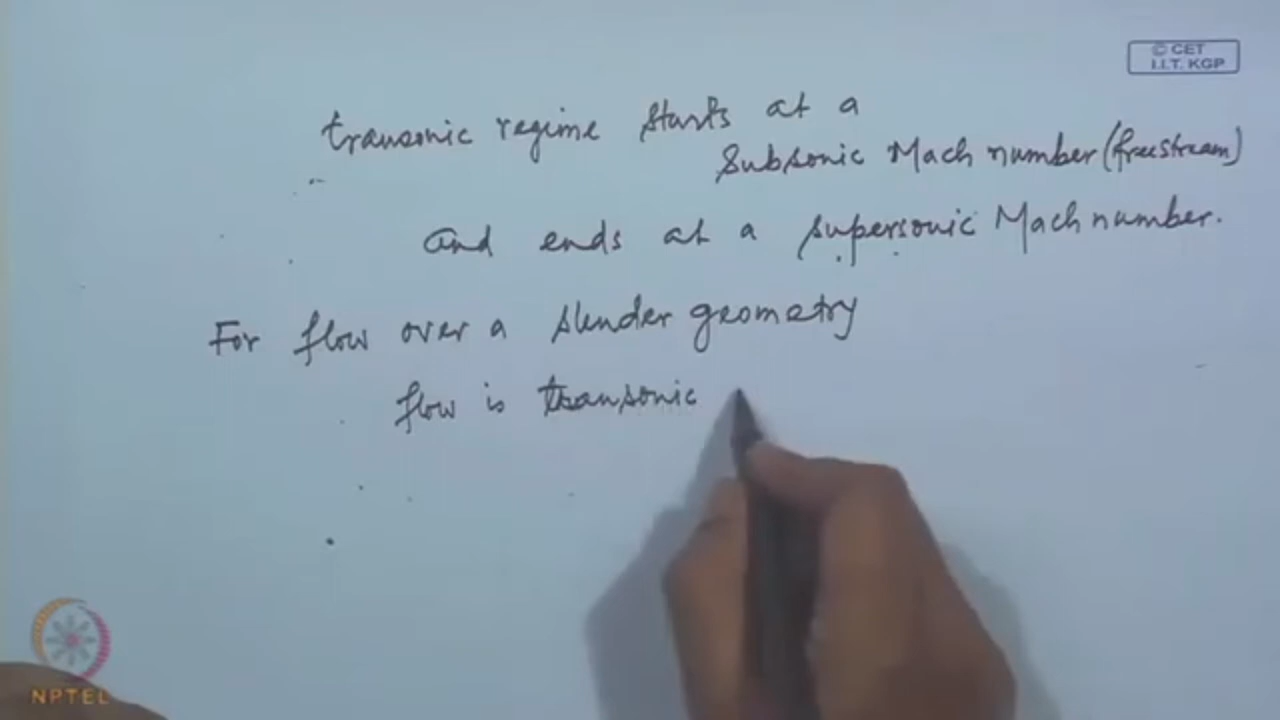 © CET
I.I.T. KGP
transonic regime starts at a
subsonic Mach number (freestream)
and ends at a supersonic Mach number.
For flow over a slender geometry
flow is transonic
NPTEL